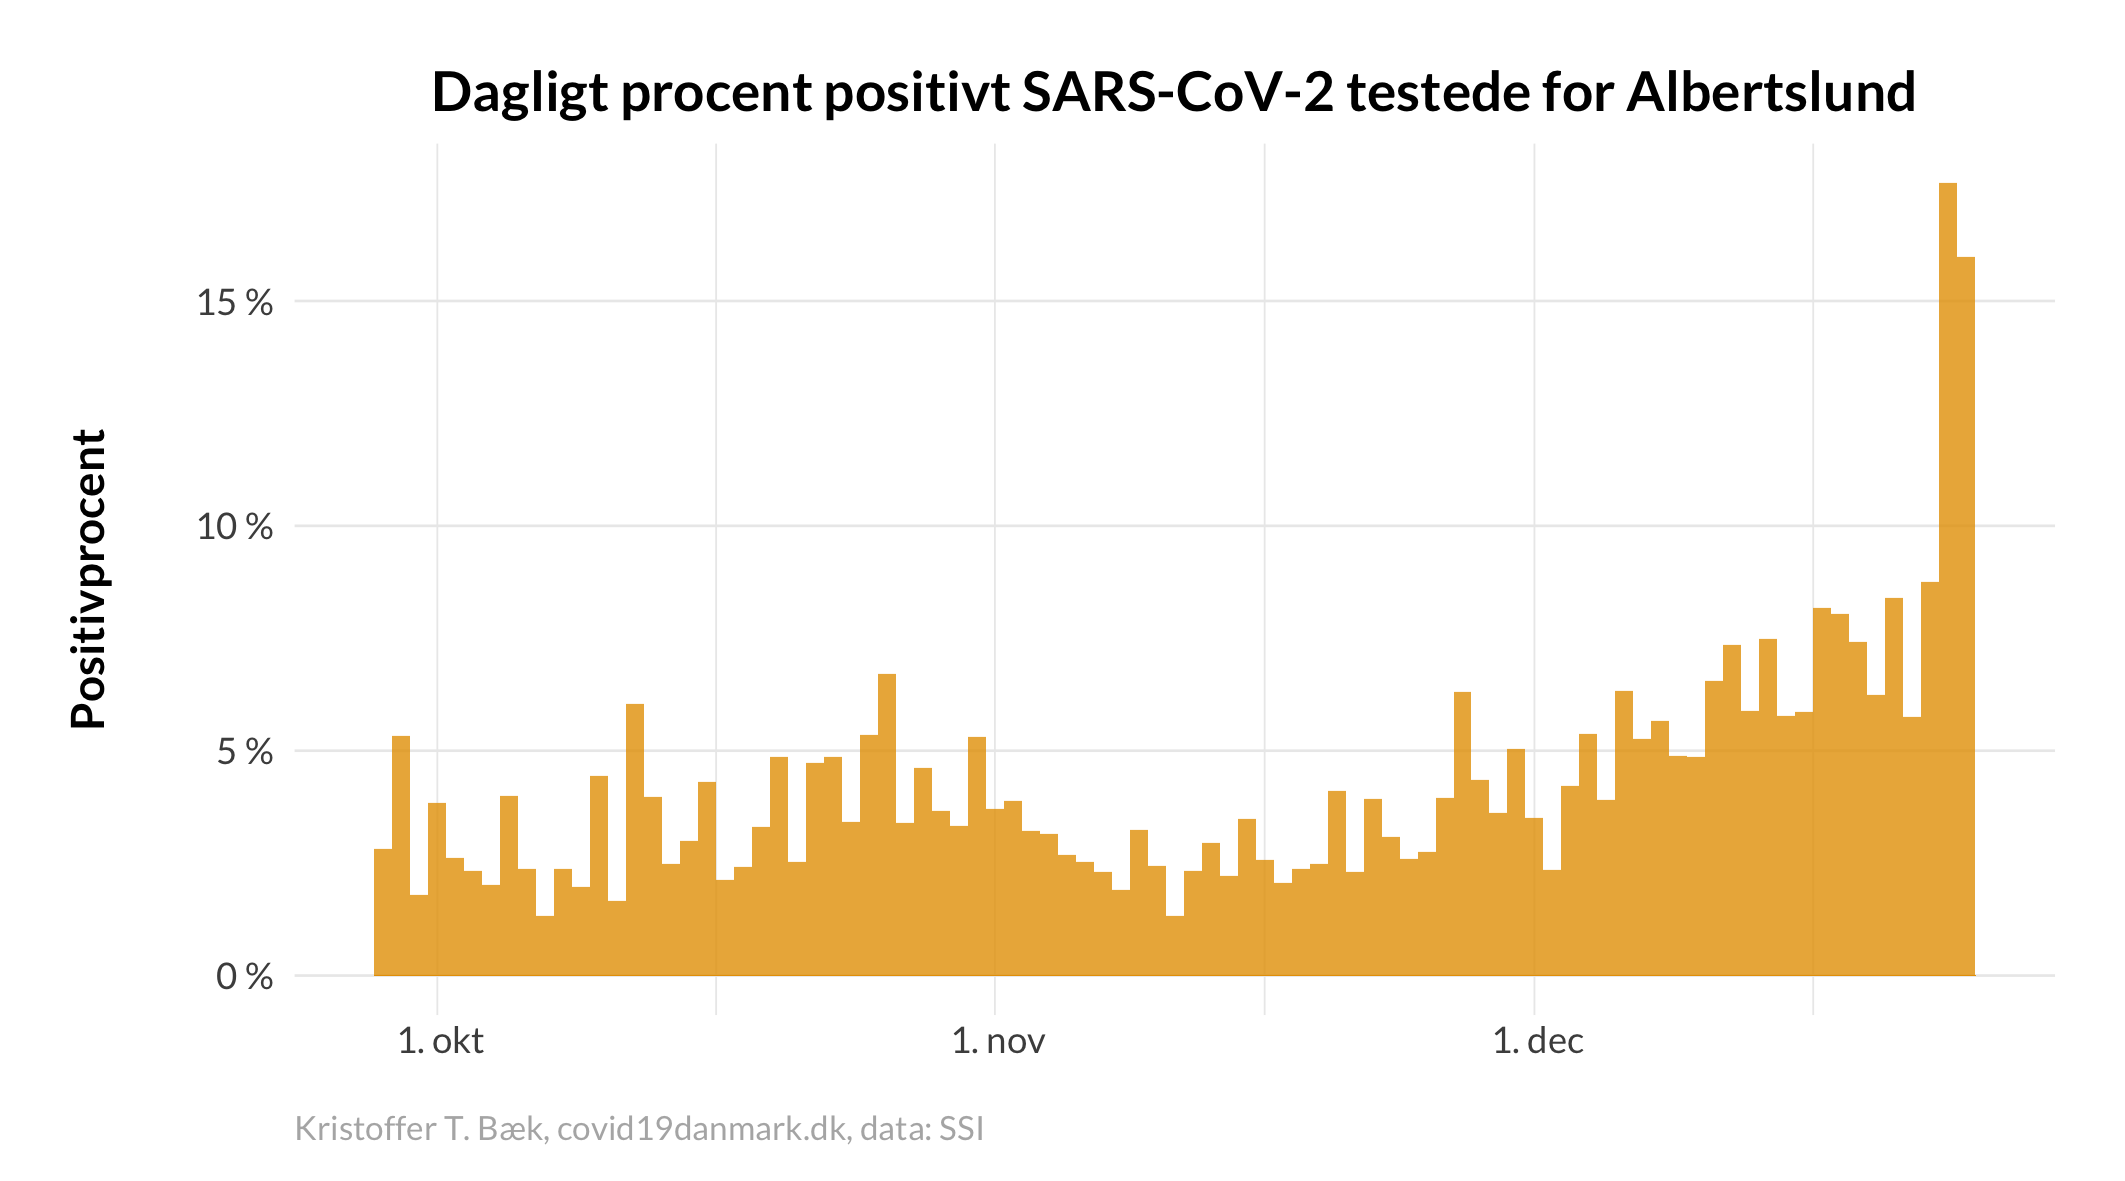 Dagligt procent positivt SARS-CoV-2 testede for Albertslund
Positivprocent
15 %
10 %
5 %
0 %
1. okt
1. nov
1. dec
Kristoffer T. Bæk, covid19danmark.dk, data: SSI